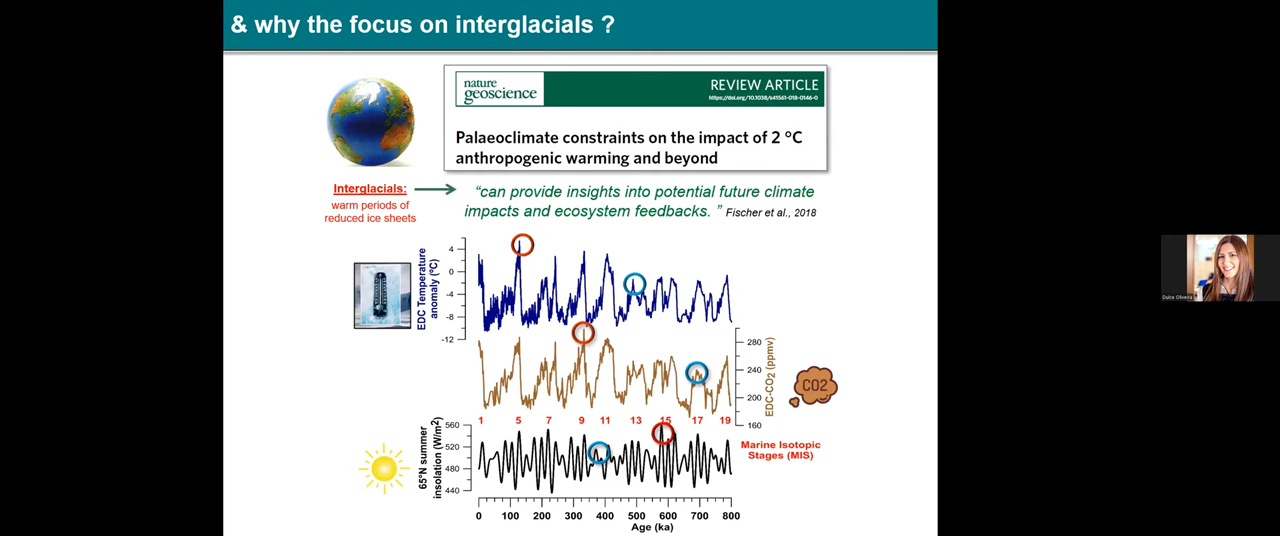 & why the focus on interglacials ?
nature
geoscience
REVIEW ARTICLE
https://doi.org/10.1038/s41561-018-0146-0
Palaeoclimate constraints on the impact of 2 °C
anthropogenic warming and beyond
Interglacials:
warm periods of
reduced ice sheets
“can provide insights into potential future climate
impacts and ecosystem feedbacks. ” Fischer et al., 2018
EDC Temperature
anomaly (°C)
4
0
-4
-8
-12
280
240
200
160
EDC-CO2 (ppmv)
CO2
1 5 7 9 11 13 15 17 19
Marine Isotopic
Stages (MIS)
65°N summer
insolation (W/m²)
560
520
480
440
0 100 200 300 400 500 600 700 800
Age (ka)
Dulce Oliveira